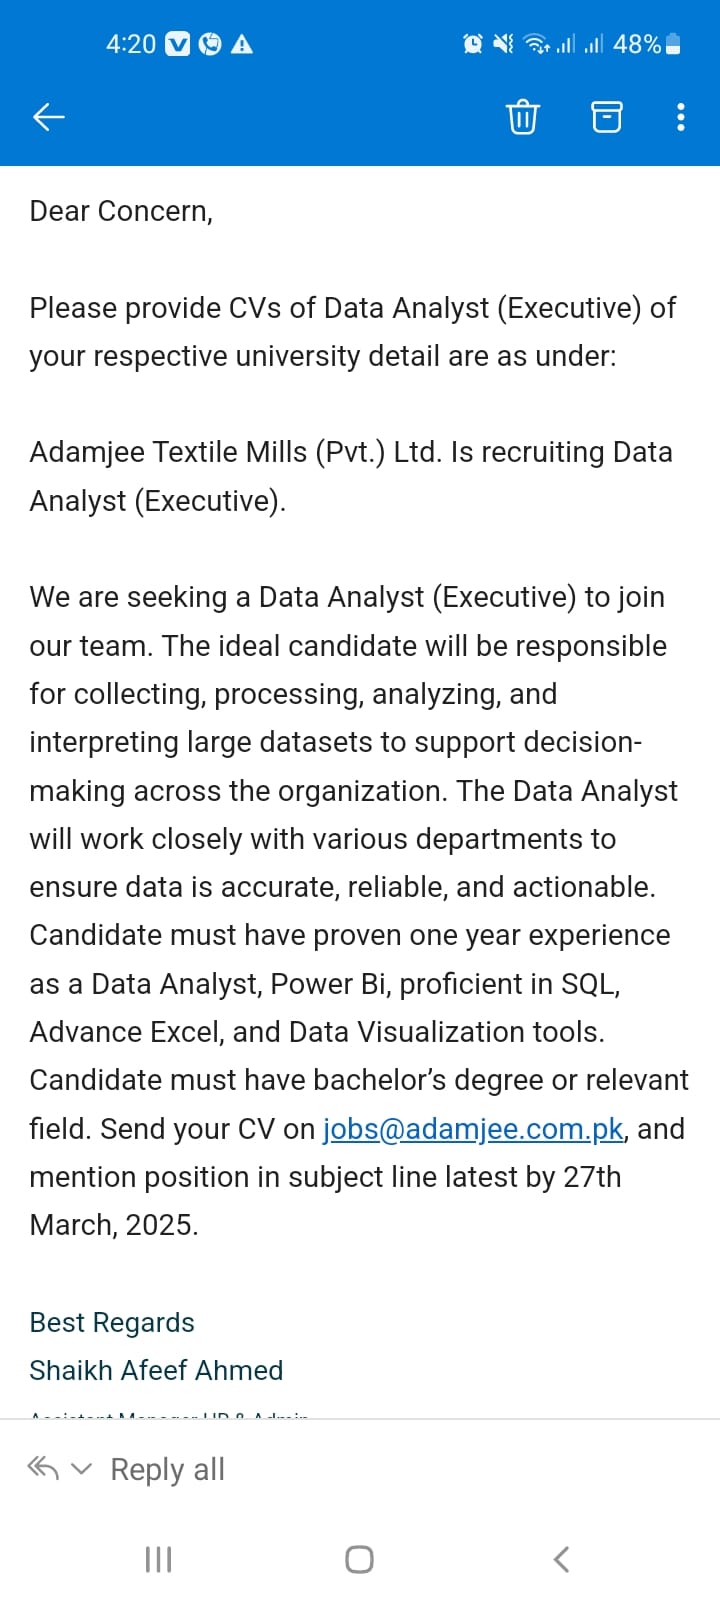 4:20
48%
Dear Concern,
Please provide CVs of Data Analyst (Executive) of
your respective university detail are as under:
Adamjee Textile Mills (Pvt.) Ltd. Is recruiting Data
Analyst (Executive).
We are seeking a Data Analyst (Executive) to join
our team. The ideal candidate will be responsible
for collecting, processing, analyzing, and
interpreting large datasets to support decision-
making across the organization. The Data Analyst
will work closely with various departments to
ensure data is accurate, reliable, and actionable.
Candidate must have proven one year experience
as a Data Analyst, Power Bi, proficient in SQL,
Advance Excel, and Data Visualization tools.
Candidate must have bachelor’s degree or relevant
field. Send your CV on jobs@adamjee.com.pk, and
mention position in subject line latest by 27th
March, 2025.
Best Regards
Shaikh Afeef Ahmed
Assistant Manager HR & Admin
Reply all